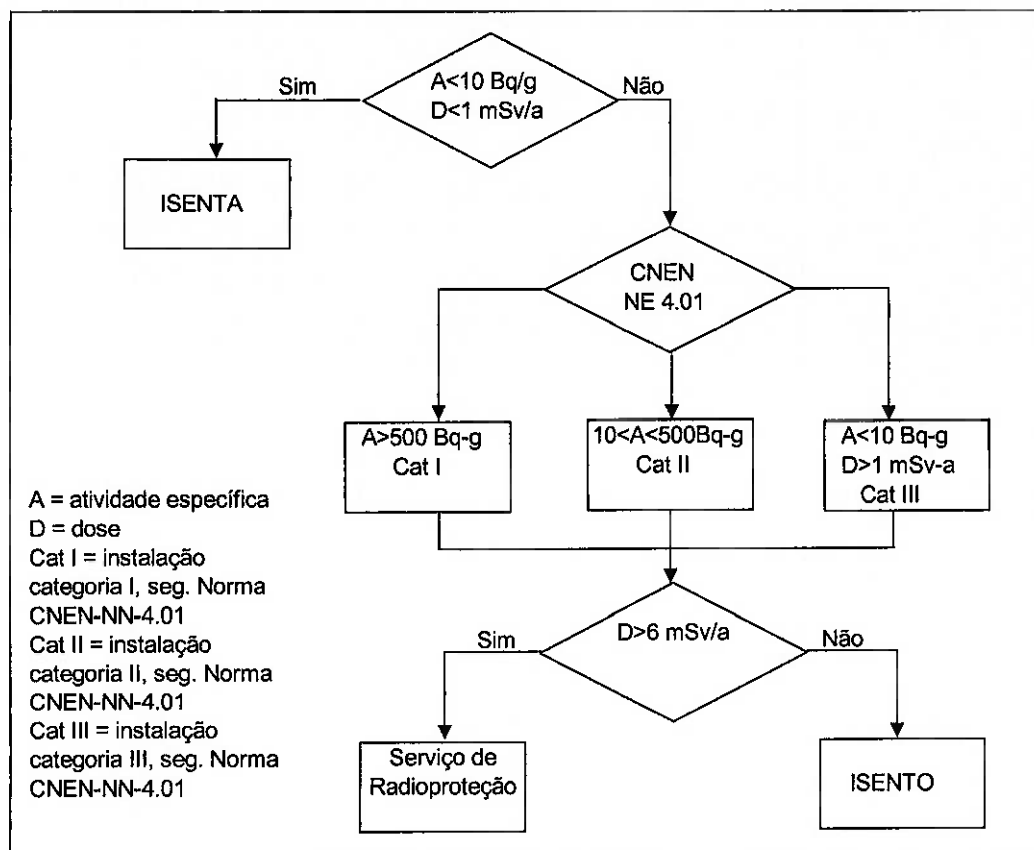 A<10 Bq/g
D<1 mSv/a
Sim
Não
ISENTA
CNEN
NE 4.01
A>500 Bq-g
Cat I
10<A<500Bq-g
Cat II
A<10 Bq-g
D>1 mSv-a
Cat III
A = atividade específica
D = dose
Cat I = instalação
categoria I, seg. Norma
CNEN-NN-4.01
Cat II = instalação
categoria II, seg. Norma
CNEN-NN-4.01
Cat III = instalação
categoria III, seg. Norma
CNEN-NN-4.01
D>6 mSv/a
Sim
Não
Serviço de
Radioproteção
ISENTO